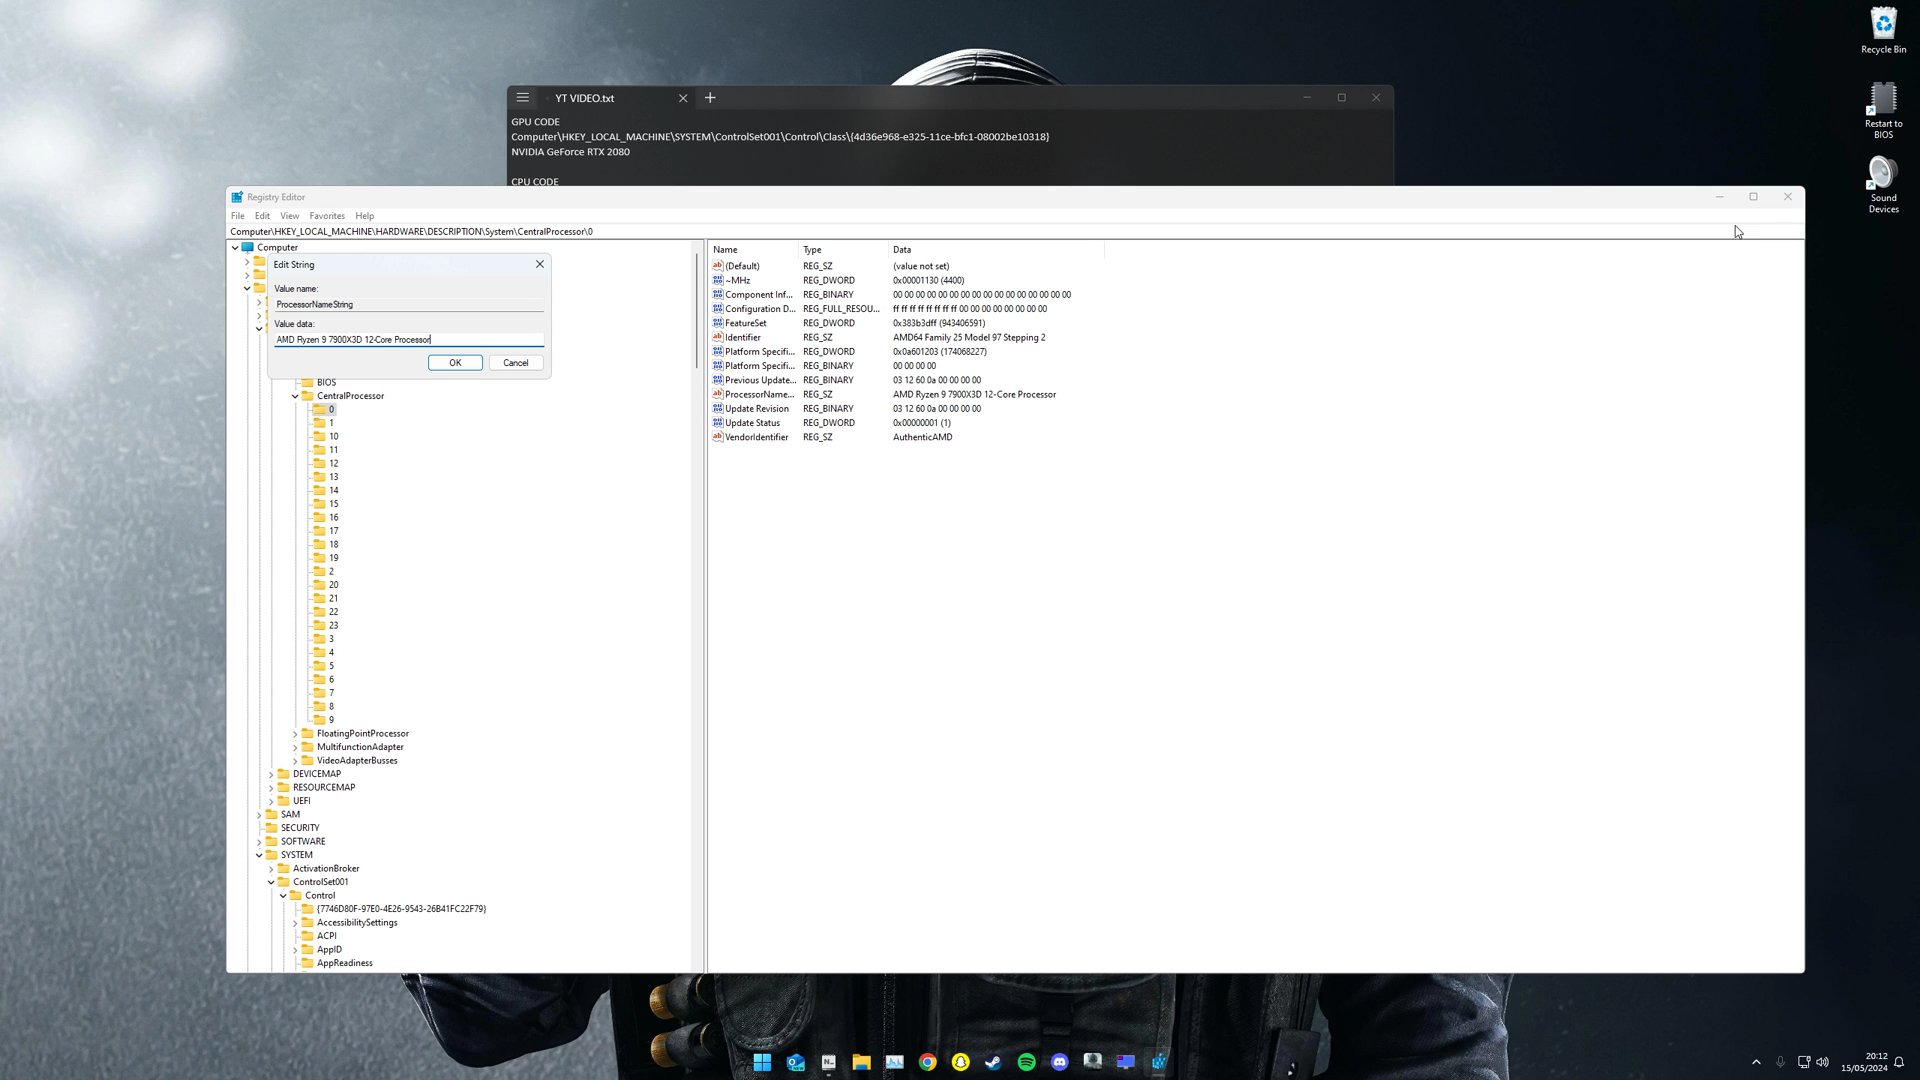 Recycle Bin
Restart to
BIOS
Sound
Devices
YT VIDEO.txt
GPU CODE
Computer\HKEY_LOCAL_MACHINE\SYSTEM\ControlSet001\Control\Class\{4d36e968-e325-11ce-bfc1-08002be10318}
NVIDIA GeForce RTX 2080
CPU CODE
Registry Editor
File Edit View Favorites Help
Computer\HKEY_LOCAL_MACHINE\HARDWARE\DESCRIPTION\System\CentralProcessor\0
Computer
Edit String
Value name:
ProcessorNameString
Value data:
AMD Ryzen 9 7900X3D 12-Core Processor
OK Cancel
BIOS
CentralProcessor
0
1
10
11
12
13
14
15
16
17
18
19
2
20
21
22
23
3
4
5
6
7
8
9
FloatingPointProcessor
MultifunctionAdapter
VideoAdapterBusses
DEVICEMAP
RESOURCEMAP
UEFI
SAM
SECURITY
SOFTWARE
SYSTEM
ActivationBroker
ControlSet001
Control
{7746D80F-97E0-4E26-9543-26B41FC22F79}
AccessibilitySettings
ACPI
AppID
AppReadiness
Name Type Data
(Default) REG_SZ (value not set)
~MHz REG_DWORD 0x00001130 (4400)
Component Inf... REG_BINARY 00 00 00 00 00 00 00 00 00 00 00 00 00 00 00 00
Configuration D... REG_FULL_RESOU... ff ff ff ff ff ff ff ff 00 00 00 00 00 00 00 00
FeatureSet REG_DWORD 0x383b3dff (943406591)
Identifier REG_SZ AMD64 Family 25 Model 97 Stepping 2
Platform Specifi... REG_DWORD 0x0a601203 (174068227)
Platform Specifi... REG_BINARY 00 00 00 00
Previous Update... REG_BINARY 03 12 60 0a 00 00 00 00
ProcessorName... REG_SZ AMD Ryzen 9 7900X3D 12-Core Processor
Update Revision REG_BINARY 03 12 60 0a 00 00 00 00
Update Status REG_DWORD 0x00000001 (1)
VendorIdentifier REG_SZ AuthenticAMD
20:12
15/05/2024